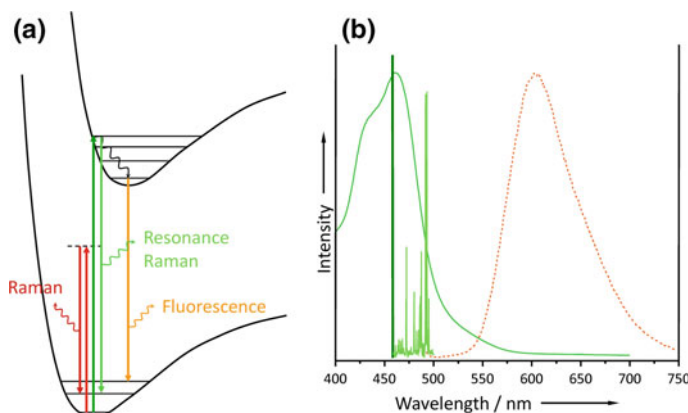 (a)
Resonance
Raman
Raman
Fluorescence
(b)
Intensity
400 450 500 550 600 650 700 750
Wavelength / nm